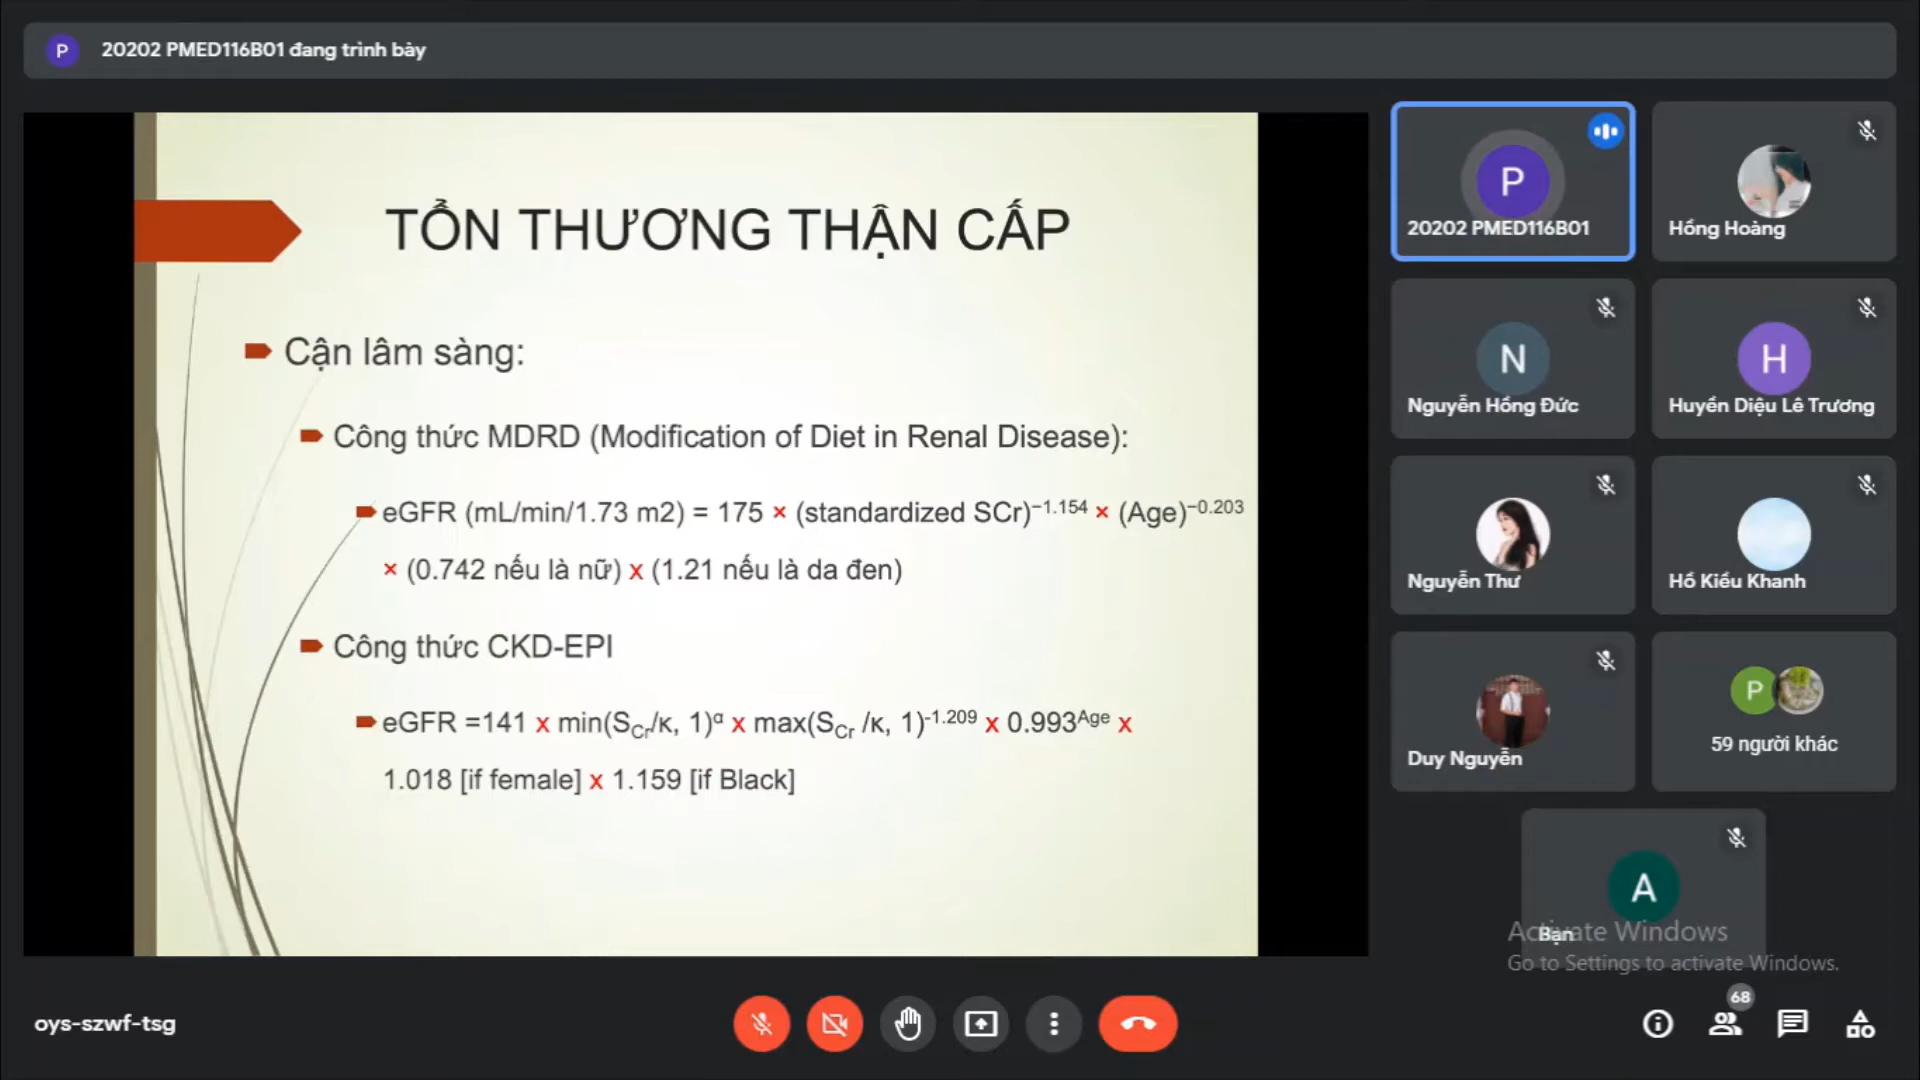 P 20202 PMED116B01 đang trình bày
TỔN THƯƠNG THẬN CẤP
Cận lâm sàng:
Công thức MDRD (Modification of Diet in Renal Disease):
eGFR (mL/min/1.73 m2) = 175 × (standardized SCr)⁻¹·¹⁵⁴ × (Age)⁻⁰·²⁰³
× (0.742 nếu là nữ) x (1.21 nếu là da đen)
Công thức CKD-EPI
eGFR =141 x min(S_Cr/κ, 1)^α x max(S_Cr /κ, 1)^-1.209 x 0.993^Age x
1.018 [if female] x 1.159 [if Black]
P
20202 PMED116B01
Hồng Hoàng
N
Nguyễn Hồng Đức
H
Huyền Diệu Lê Trương
Nguyễn Thư
Hồ Kiều Khanh
Duy Nguyễn
P
59 người khác
A
Bạn
Activate Windows
Go to Settings to activate Windows.
oys-szwf-tsg
68